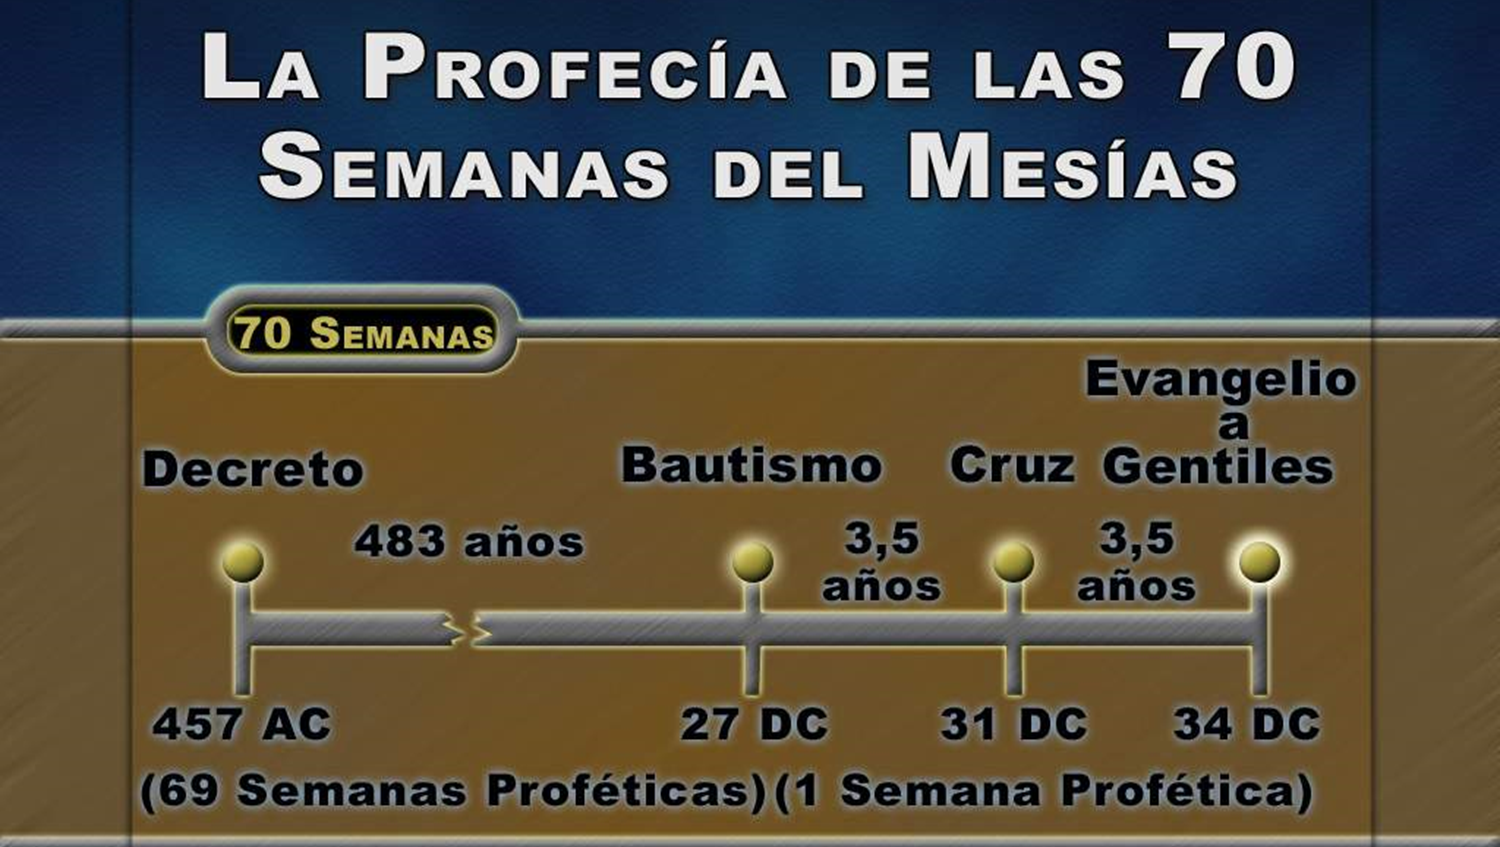 La Profecía de las 70
Semanas del Mesías
70 Semanas
Evangelio
a
Decreto Bautismo Cruz Gentiles
483 años 3,5 años 3,5 años
457 AC 27 DC 31 DC 34 DC
(69 Semanas Proféticas) (1 Semana Profética)